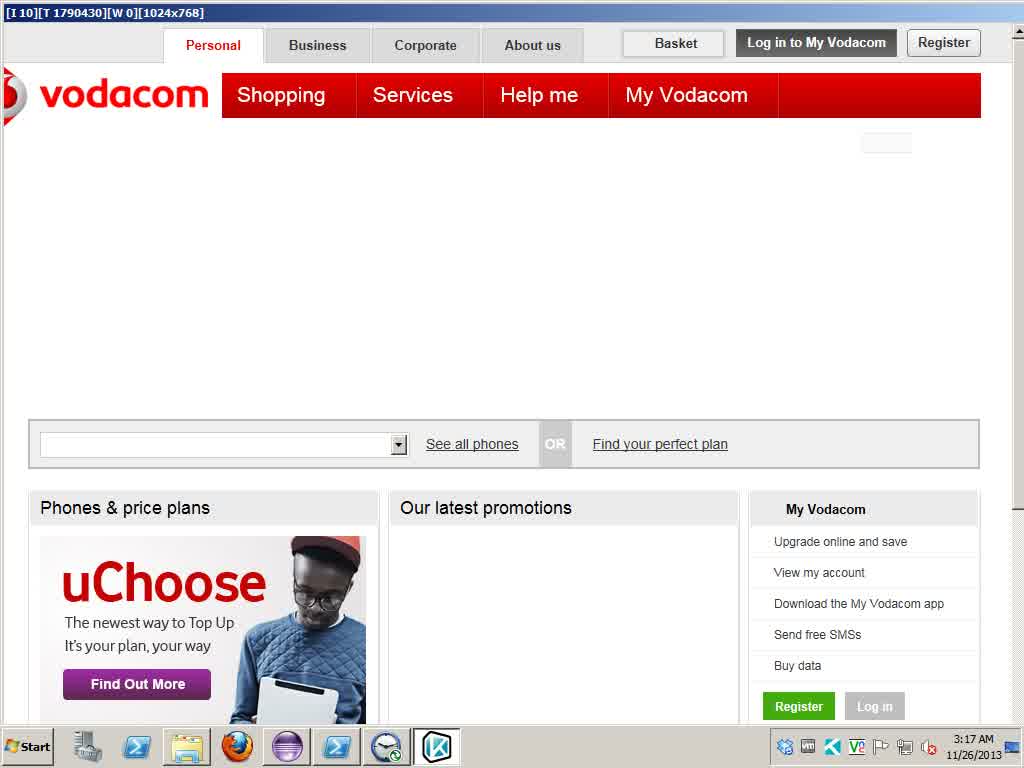 [I 10][T 1790430][W 0][1024x768]
Personal
Business
Corporate
About us
Basket
Log in to My Vodacom
Register
vodacom
Shopping
Services
Help me
My Vodacom
See all phones
OR
Find your perfect plan
Phones & price plans
Our latest promotions
My Vodacom
uChoose
The newest way to Top Up
It's your plan, your way
Find Out More
Upgrade online and save
View my account
Download the My Vodacom app
Send free SMSs
Buy data
Register
Log in
Start
3:17 AM
11/26/2013